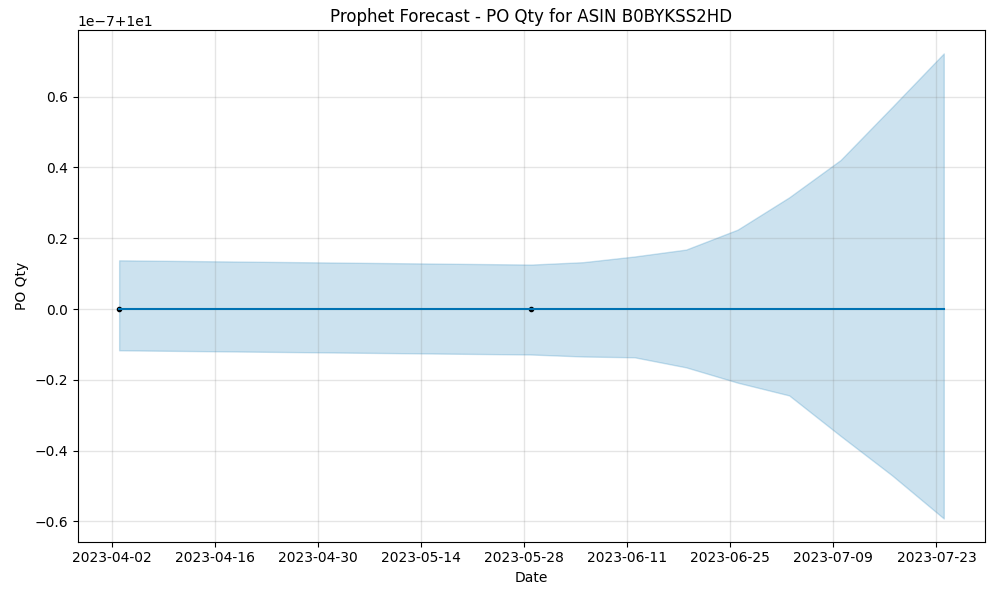 Prophet Forecast - PO Qty for ASIN B0BYKSS2HD
1e−7+1e1
0.6
0.4
0.2
0.0
−0.2
−0.4
−0.6
PO Qty
2023-04-02 2023-04-16 2023-04-30 2023-05-14 2023-05-28 2023-06-11 2023-06-25 2023-07-09 2023-07-23
Date